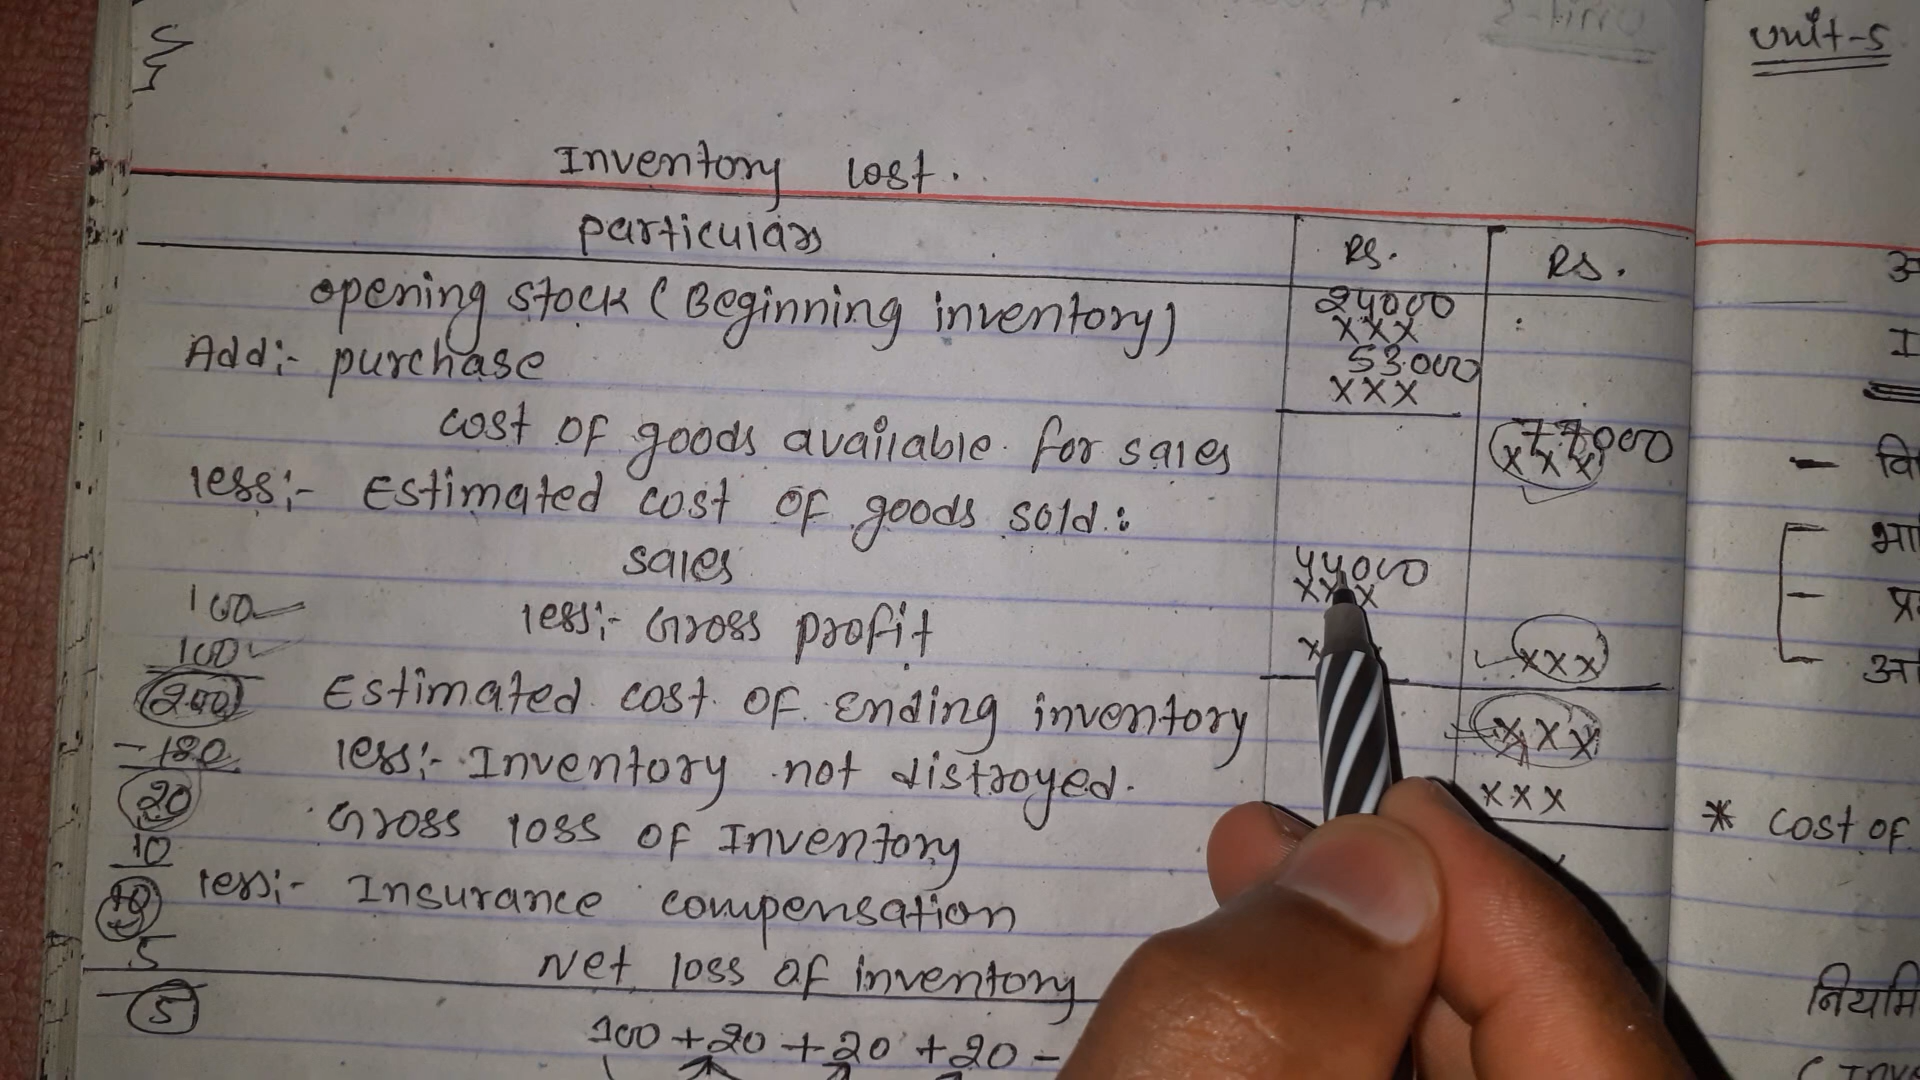 unit-5
Inventory lost.
particulars Rs. Rs.
opening stock (Beginning inventory) 24000
xxx
Add:- purchase 53000
xxx
cost of goods available for sales 77000
xxx
less:- Estimated cost of goods sold:
sales 44000
xxx
100 less:- Gross profit x xxx
100
200 Estimated cost of Ending inventory xxx
-180 less:- Inventory not distroyed. xxx
20 Gross loss of Inventory
10
less:- Insurance compensation
5 Net loss of inventory
5 100 + 20 + 20 + 20 -
* cost of